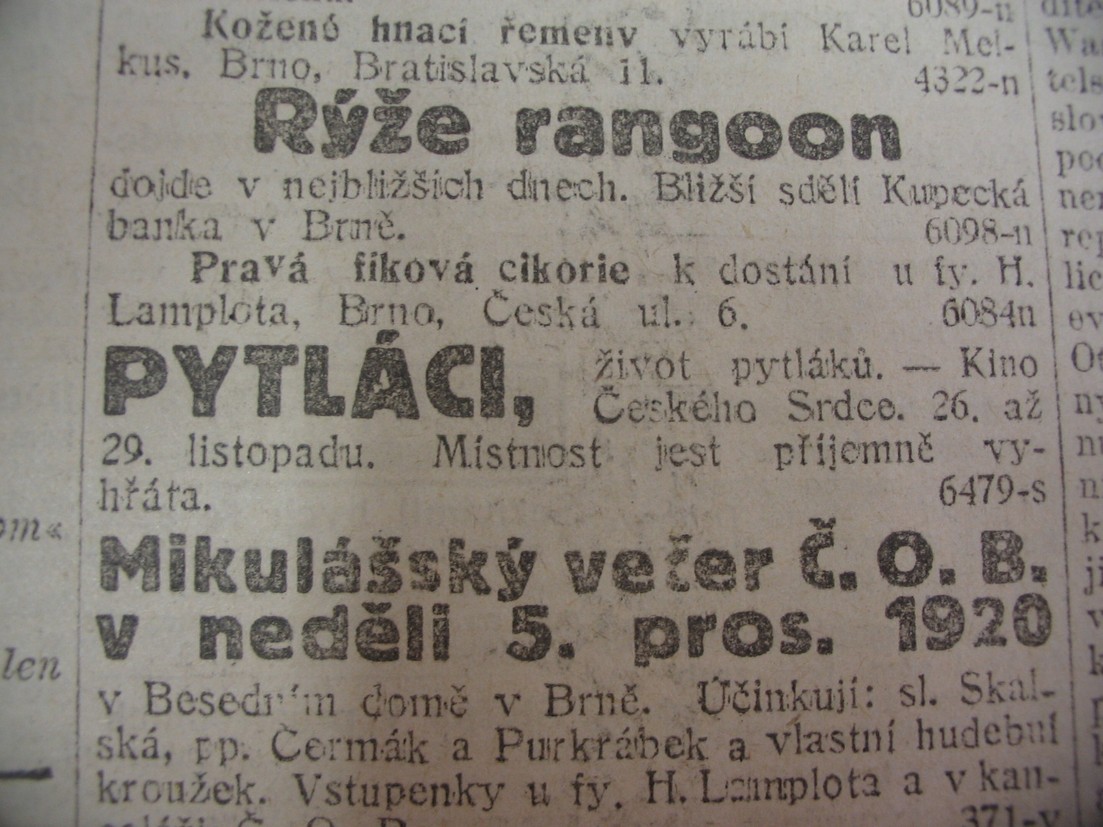 6089-n
Kožené hnací řemeny vyrábí Karel Mel-
kus, Brno, Bratislavská 11. 4322-n
Rýže rangoon
dojde v nejbližších dnech. Bližší sdělí Kupecká
banka v Brně. 6098-n
Pravá fíková cikorie k dostání u fy. H.
Lamplota, Brno, Česká ul. 6. 6084n
PYTLÁCI, život pytláků. — Kino
Českého Srdce. 26. až
29. listopadu. Místnost jest příjemně vy-
hřáta. 6479-s
Mikulášský večer Č. O. B.
v neděli 5. pros. 1920
v Besedním domě v Brně. Účinkují: sl. Skal-
ská, pp. Čermák a Purkrábek a vlastní hudební
kroužek. Vstupenky u fy. H. Lamplota a v kan-
371-v